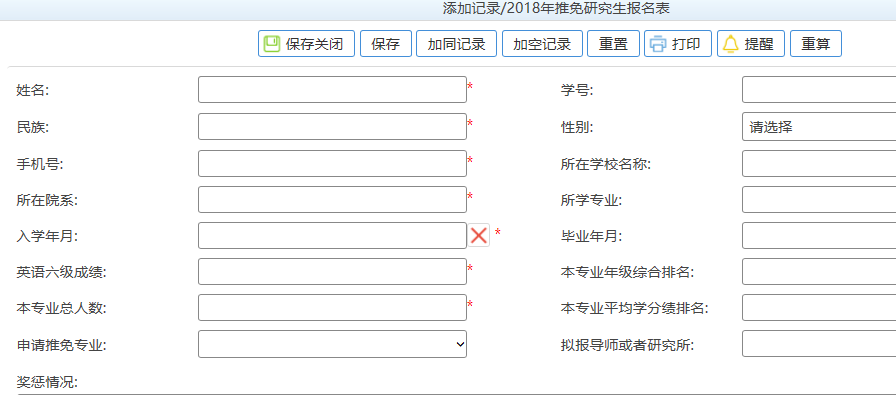 添加记录/2018年推免研究生报名表
保存关闭 保存 加同记录 加空记录 重置 打印 提醒 重算
姓名: * 学号:
民族: * 性别: 请选择
手机号: * 所在学校名称:
所在院系: * 所学专业:
入学年月: * 毕业年月:
英语六级成绩: * 本专业年级综合排名:
本专业总人数: * 本专业平均学分绩排名:
申请推免专业: 拟报导师或者研究所:
奖惩情况: